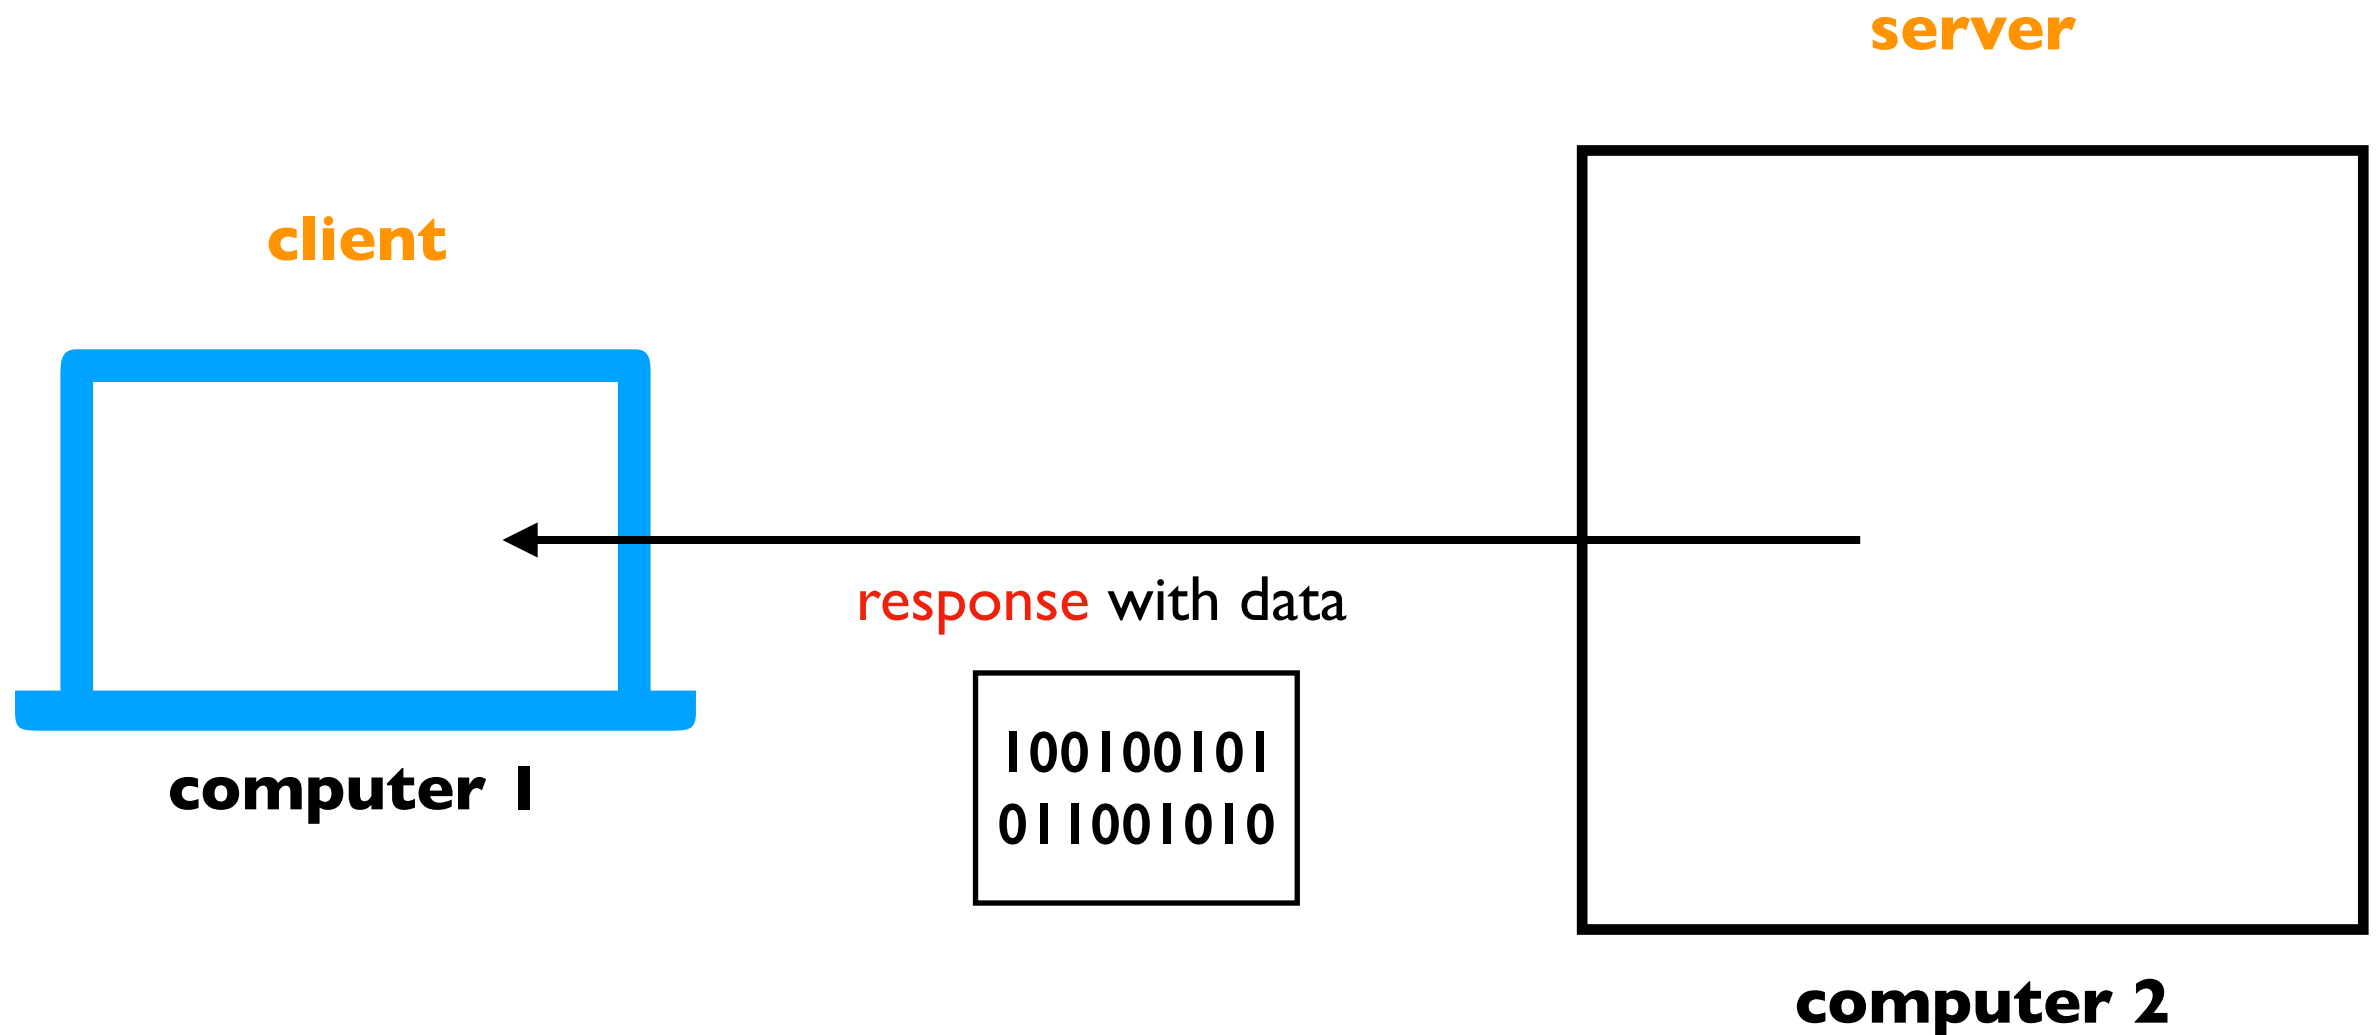 server
client
response with data
100100101
011001010
computer 1
computer 2